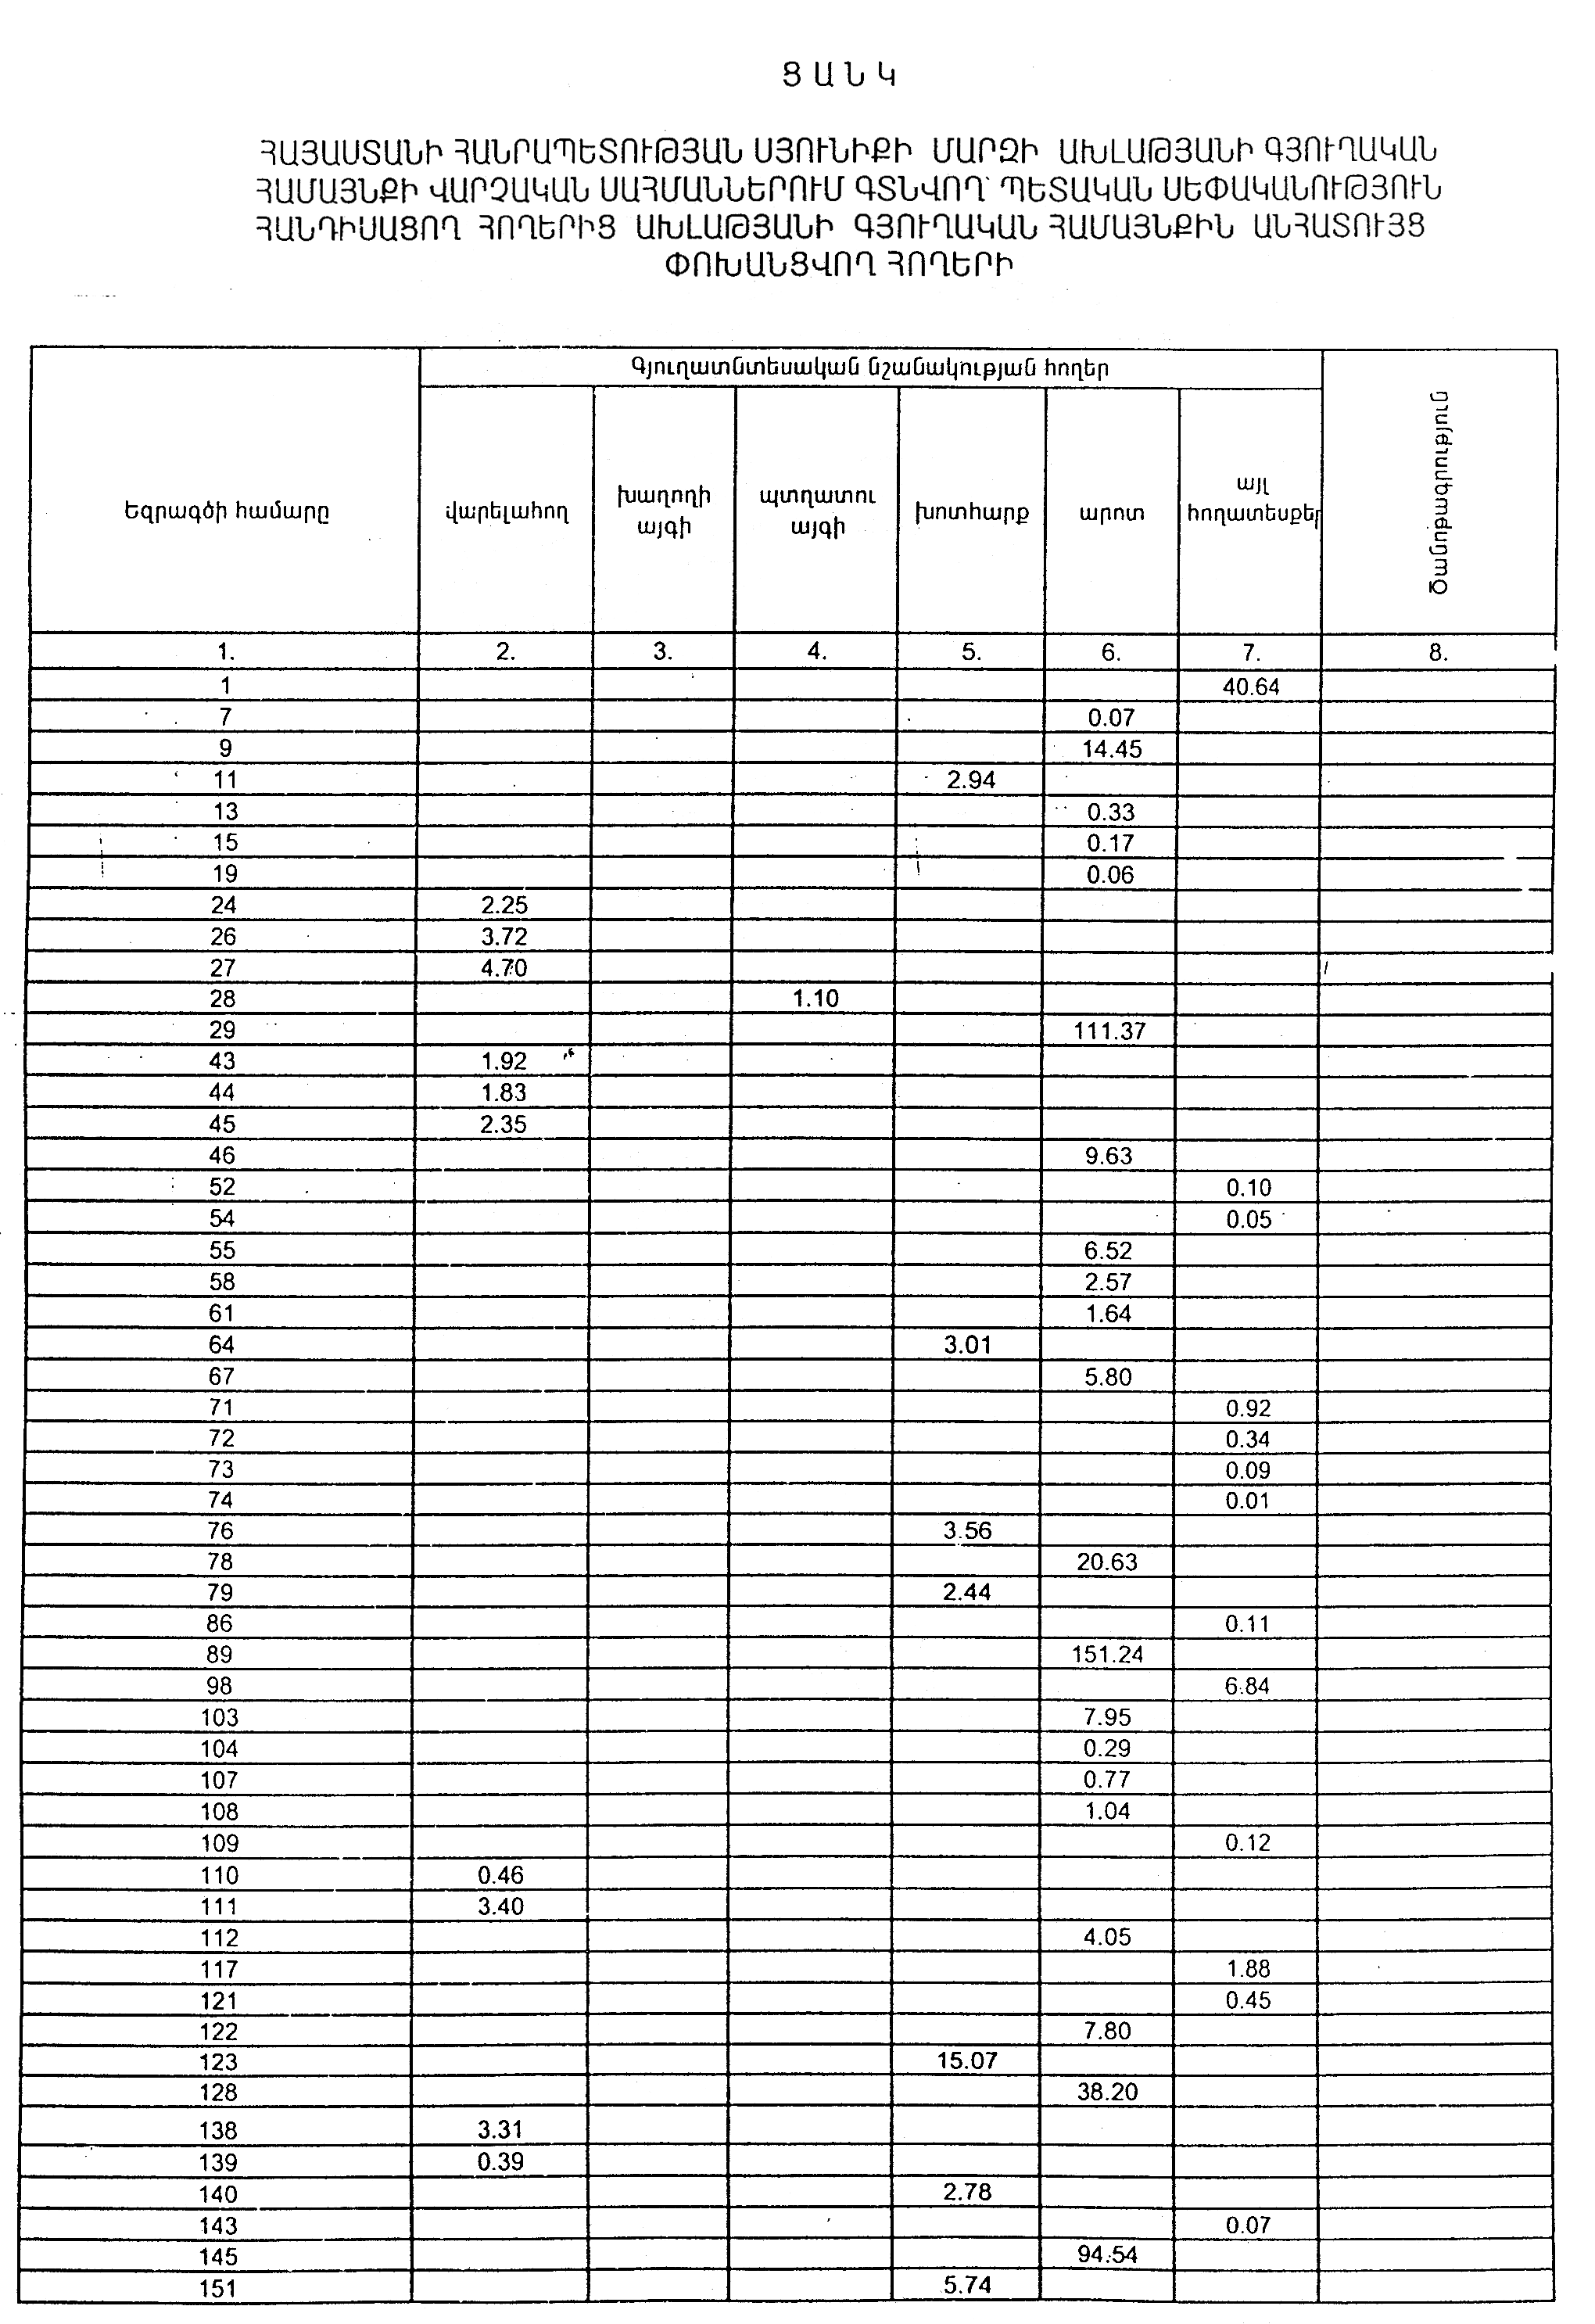 ՑԱՆԿ
ՀԱՅԱՍՏԱՆԻ ՀԱՆՐԱՊԵՏՈՒԹՅԱՆ ՍՅՈՒՆԻՔԻ ՄԱՐԶԻ ԱԽԼԱԹՅԱՆԻ ԳՅՈՒՂԱԿԱՆ
ՀԱՄԱՅՆՔԻ ՎԱՐՉԱԿԱՆ ՍԱՀՄԱՆՆԵՐՈՒՄ ԳՏՆՎՈՂ՝ ՊԵՏԱԿԱՆ ՍԵՓԱԿԱՆՈՒԹՅՈՒՆ
ՀԱՆԴԻՍԱՑՈՂ ՀՈՂԵՐԻՑ ԱԽԼԱԹՅԱՆԻ ԳՅՈՒՂԱԿԱՆ ՀԱՄԱՅՆՔԻՆ ԱՆՀԱՏՈՒՅՑ
ՓՈԽԱՆՑՎՈՂ ՀՈՂԵՐԻ
Գյուղատնտեսական նշանակության հողեր
Եզրագծի համարը
վարելահող
խաղողի
այգի
պտղատու
այգի
խոտհարք
արոտ
այլ
հողատեսքեր
Ծանոթագրություն
1. 2. 3. 4. 5. 6. 7. 8.
1 40.64
7 0.07
9 14.45
11 2.94
13 0.33
15 0.17
19 0.06
24 2.25
26 3.72
27 4.70
28 1.10
29 111.37
43 1.92
44 1.83
45 2.35
46 9.63
52 0.10
54 0.05
55 6.52
58 2.57
61 1.64
64 3.01
67 5.80
71 0.92
72 0.34
73 0.09
74 0.01
76 3.56
78 20.63
79 2.44
86 0.11
89 151.24
98 6.84
103 7.95
104 0.29
107 0.77
108 1.04
109 0.12
110 0.46
111 3.40
112 4.05
117 1.88
121 0.45
122 7.80
123 15.07
128 38.20
138 3.31
139 0.39
140 2.78
143 0.07
145 94.54
151 5.74